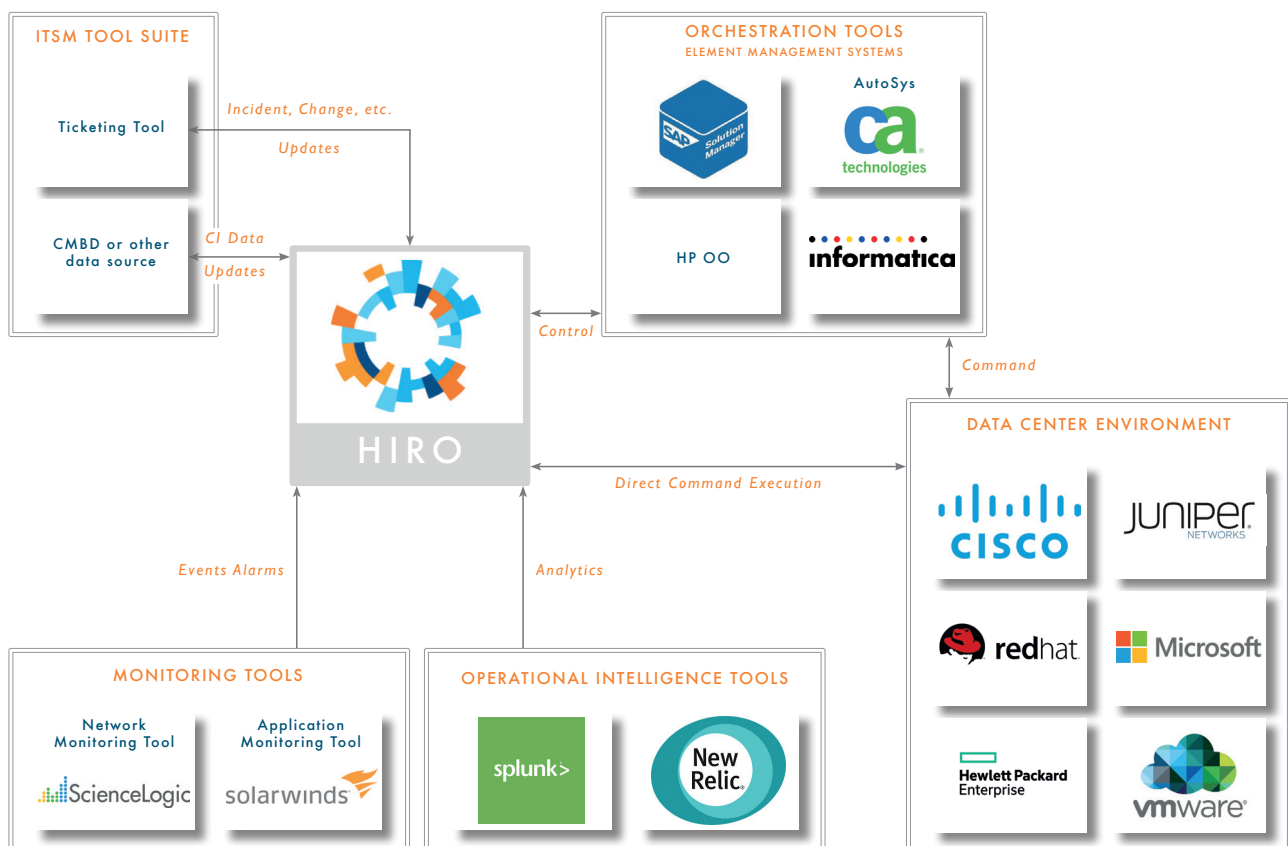 ITSM TOOL SUITE
Ticketing Tool
Incident, Change, etc.
Updates
CMBD or other
data source
CI Data
Updates
ORCHESTRATION TOOLS
ELEMENT MANAGEMENT SYSTEMS
SAP Solution
Manager
AutoSys
ca
technologies
HP OO
informatica
HIRO
Control
Command
Direct Command Execution
DATA CENTER ENVIRONMENT
CISCO
JUNIPER
NETWORKS
redhat
Microsoft
Hewlett Packard
Enterprise
vmware
Events Alarms
Analytics
MONITORING TOOLS
Network
Monitoring Tool
ScienceLogic
Application
Monitoring Tool
solarwinds
OPERATIONAL INTELLIGENCE TOOLS
splunk>
New
Relic